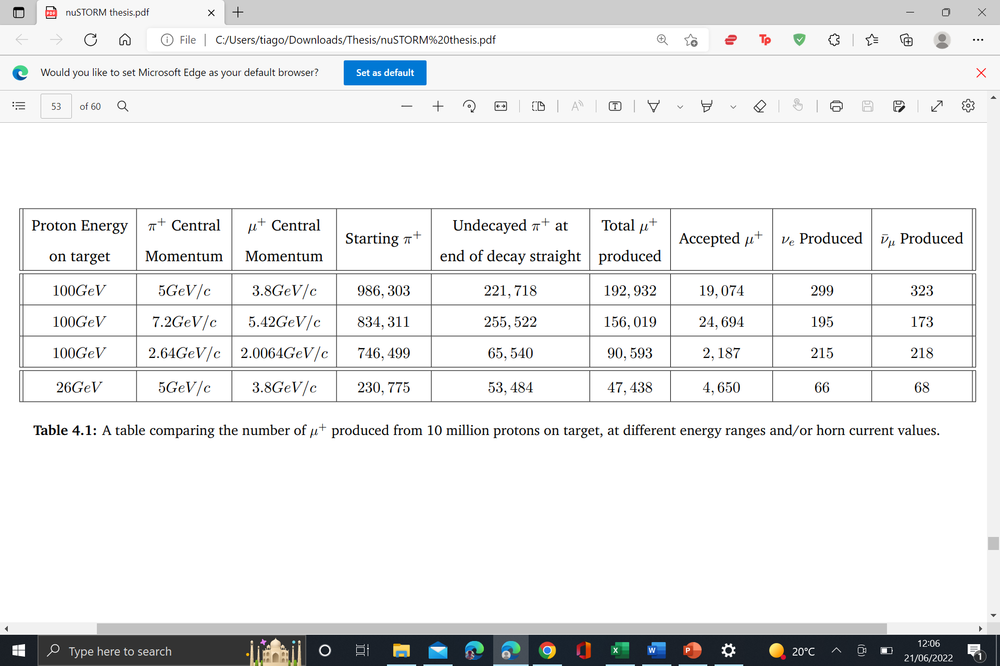 nuSTORM thesis.pdf
File | C:/Users/tiago/Downloads/Thesis/nuSTORM%20thesis.pdf
Would you like to set Microsoft Edge as your default browser? Set as default
53 of 60
Proton Energy on target | π⁺ Central Momentum | μ⁺ Central Momentum | Starting π⁺ | Undecayed π⁺ at end of decay straight | Total μ⁺ produced | Accepted μ⁺ | νₑ Produced | ν̄_μ Produced
100GeV | 5GeV/c | 3.8GeV/c | 986,303 | 221,718 | 192,932 | 19,074 | 299 | 323
100GeV | 7.2GeV/c | 5.42GeV/c | 834,311 | 255,522 | 156,019 | 24,694 | 195 | 173
100GeV | 2.64GeV/c | 2.0064GeV/c | 746,499 | 65,540 | 90,593 | 2,187 | 215 | 218
26GeV | 5GeV/c | 3.8GeV/c | 230,775 | 53,484 | 47,438 | 4,650 | 66 | 68
Table 4.1: A table comparing the number of μ⁺ produced from 10 million protons on target, at different energy ranges and/or horn current values.
Type here to search
20°C
12:06
21/06/2022
1